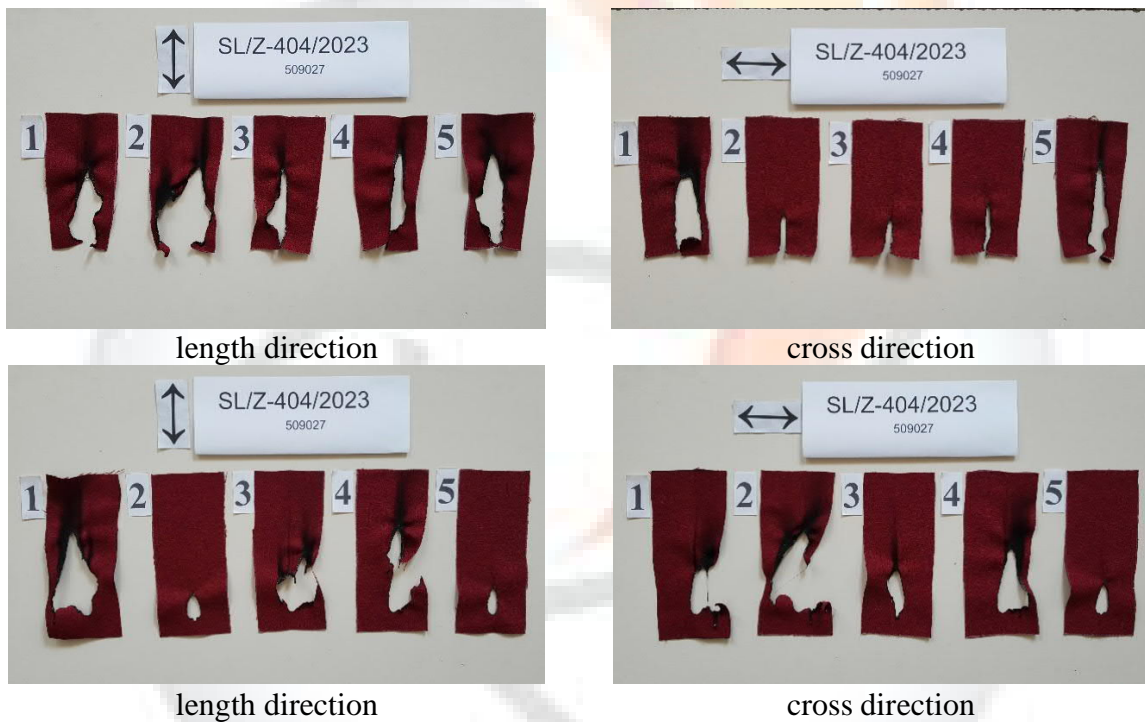 SL/Z-404/2023
509027
1 2 3 4 5
length direction
SL/Z-404/2023
509027
1 2 3 4 5
cross direction
SL/Z-404/2023
509027
1 2 3 4 5
length direction
SL/Z-404/2023
509027
1 2 3 4 5
cross direction